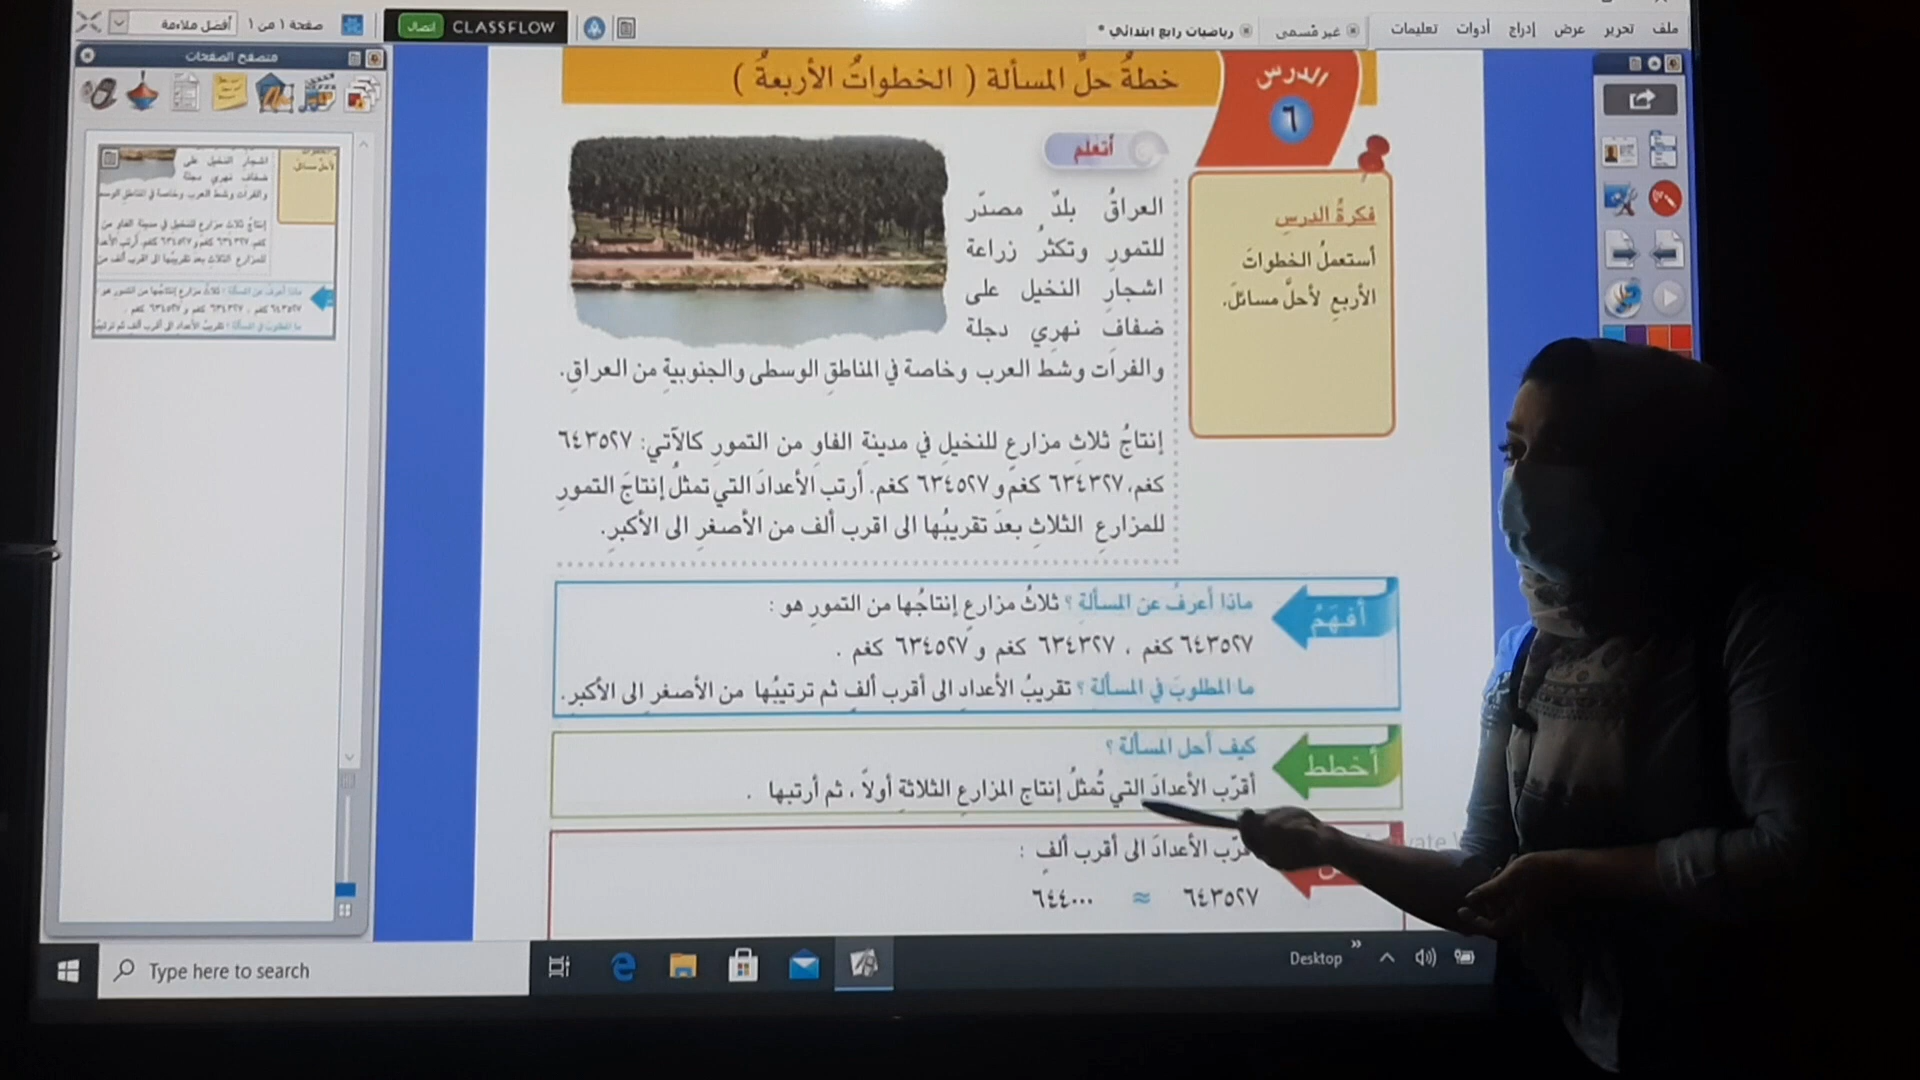 ملف تحرير عرض إدراج أدوات تعليمات
غير مُسمى
رياضيات رابع ابتدائي *
CLASSFLOW
اتصال
صفحة ١ من ١
أفضل ملاءمة
متصفح الصفحات
الدرس
٦
خطةُ حلِّ المسألة ( الخطواتُ الأربعةُ )
فكرةُ الدرسِ
أستعملُ الخطواتَ
الأربعِ لأحلَّ مسائلَ.
أتعلم
العراقُ بلدٌ مصدّر
للتمورِ وتكثرُ زراعة
اشجارِ النخيل على
ضفافِ نهرِي دجلة
والفرات وشط العرب وخاصة في المناطقِ الوسطى والجنوبيةِ من العراقِ.
إنتاجُ ثلاثِ مزارعٍ للنخيلِ في مدينةِ الفاوِ من التمورِ كالآتي: ٦٤٣٥٢٧
كغم، ٦٣٤٣٢٧ كغم و ٦٣٤٥٢٧ كغم. أرتب الأعدادَ التي تمثلُ إنتاجَ التمورِ
للمزارعِ الثلاثِ بعدَ تقريبُها الى اقرب ألف من الأصغرِ الى الأكبرِ.
أفهَمُ
ماذا أعرفُ عن المسألةِ ؟ ثلاثُ مزارعٍ إنتاجُها من التمورِ هو :
٦٤٣٥٢٧ كغم ، ٦٣٤٣٢٧ كغم و ٦٣٤٥٢٧ كغم .
ما المطلوبَ في المسألة ؟ تقريبُ الأعدادِ الى أقرب ألفٍ ثم ترتيبُها من الأصغرِ الى الأكبرِ.
أخطط
كيف أحل المسألة ؟
أقرّب الأعدادَ التي تُمثلُ إنتاج المزارعِ الثلاثةِ أولاً ، ثم أرتبها .
الأعدادَ الى أقرب ألفٍ :
٦٤٣٥٢٧ ≈ ٦٤٤٠٠٠
Type here to search
Desktop